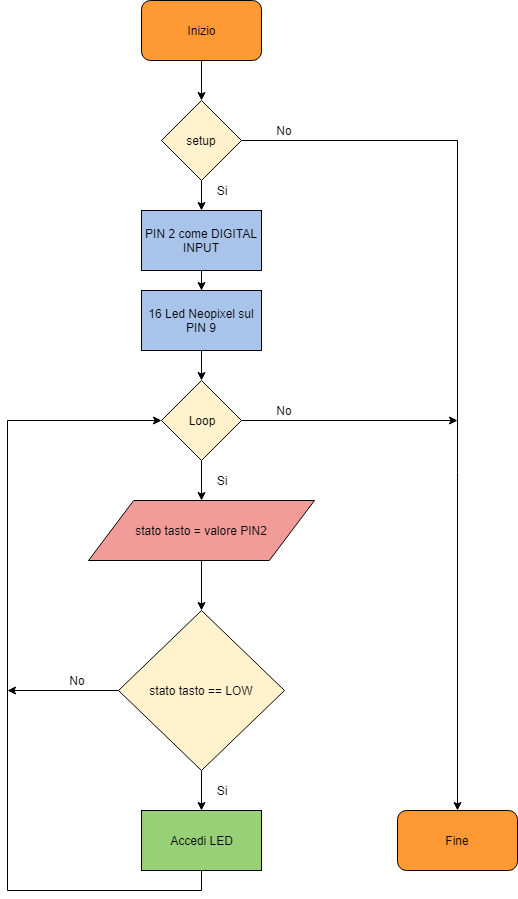 Inizio
setup
No
Si
PIN 2 come DIGITAL
INPUT
16 Led Neopixel sul
PIN 9
Loop
No
Si
stato tasto = valore PIN2
stato tasto == LOW
No
Si
Accedi LED
Fine